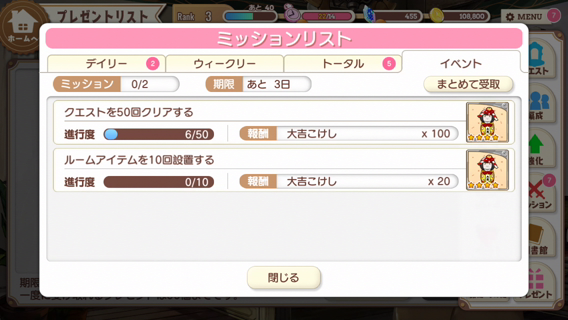 ホームへ
プレゼントリスト
Rank 3
あと 40
455
108,800
MENU 7
ミッションリスト
デイリー 2
ウィークリー
トータル 5
イベント
ミッション 0/2
期限 あと 3日
まとめて受取
クエストを50回クリアする
進行度 6/50
報酬 大吉こけし x 100
ルームアイテムを10回設置する
進行度 0/10
報酬 大吉こけし x 20
閉じる